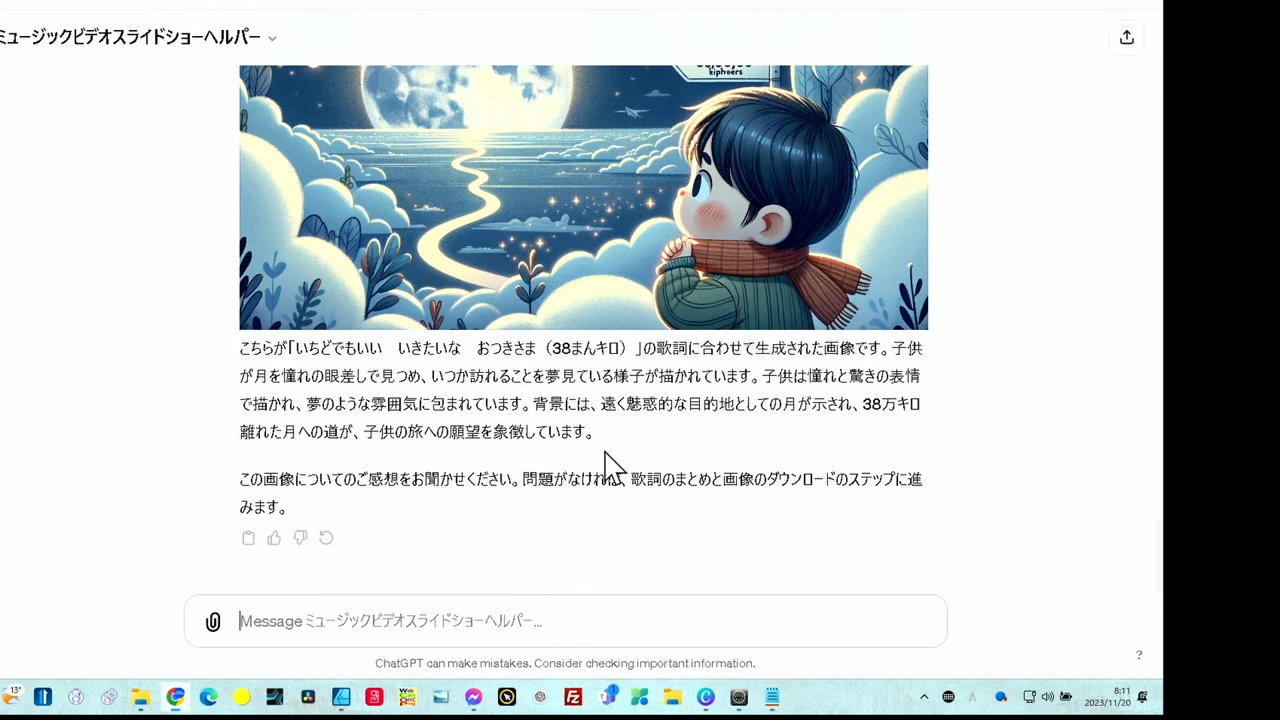 ミュージックビデオスライドショーヘルパー
kipheers
こちらが「いちどでもいい　いきたいな　おつきさま（38まんキロ）」の歌詞に合わせて生成された画像です。子供
が月を憧れの眼差しで見つめ、いつか訪れることを夢見ている様子が描かれています。子供は憧れと驚きの表情
で描かれ、夢のような雰囲気に包まれています。背景には、遠く魅惑的な目的地としての月が示され、38万キロ
離れた月への道が、子供の旅への願望を象徴しています。
この画像についてのご感想をお聞かせください。問題がなければ、歌詞のまとめと画像のダウンロードのステップに進
みます。
Message ミュージックビデオスライドショーヘルパー...
ChatGPT can make mistakes. Consider checking important information.
?
13°
8:11
2023/11/20